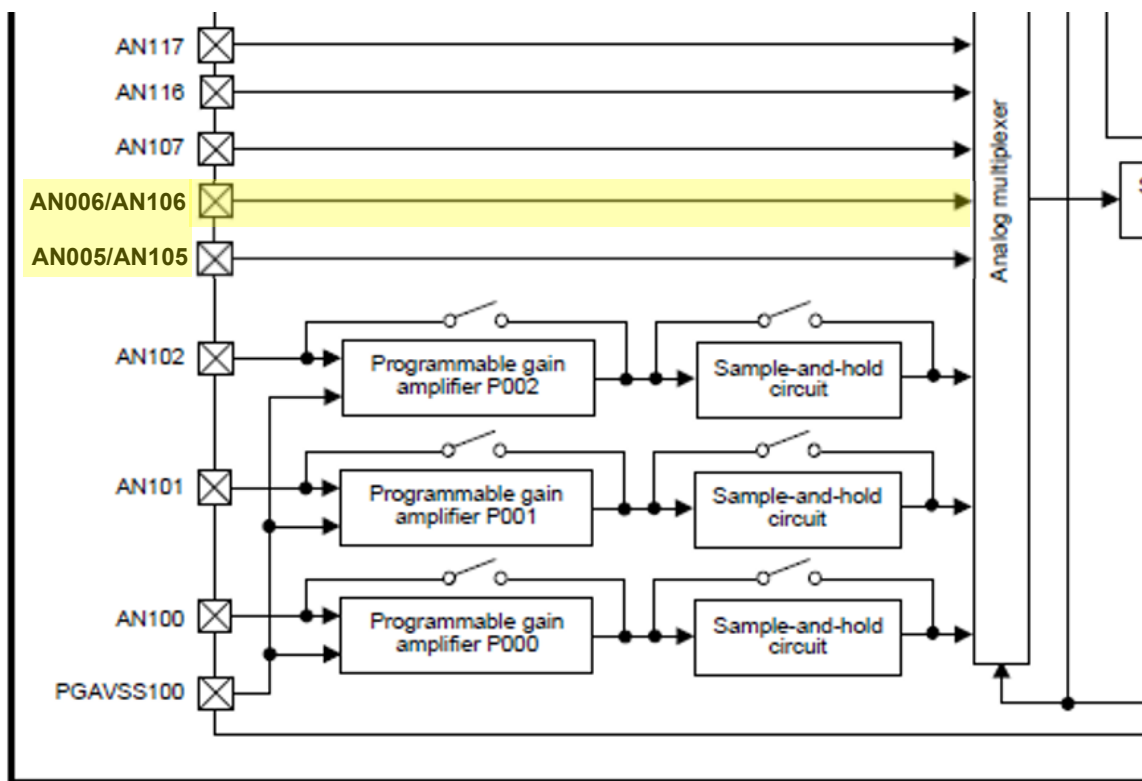 AN117
AN116
AN107
AN006/AN106
AN005/AN105
Analog multiplexer
AN102
Programmable gain
amplifier P002
Sample-and-hold
circuit
AN101
Programmable gain
amplifier P001
Sample-and-hold
circuit
AN100
Programmable gain
amplifier P000
Sample-and-hold
circuit
PGAVSS100